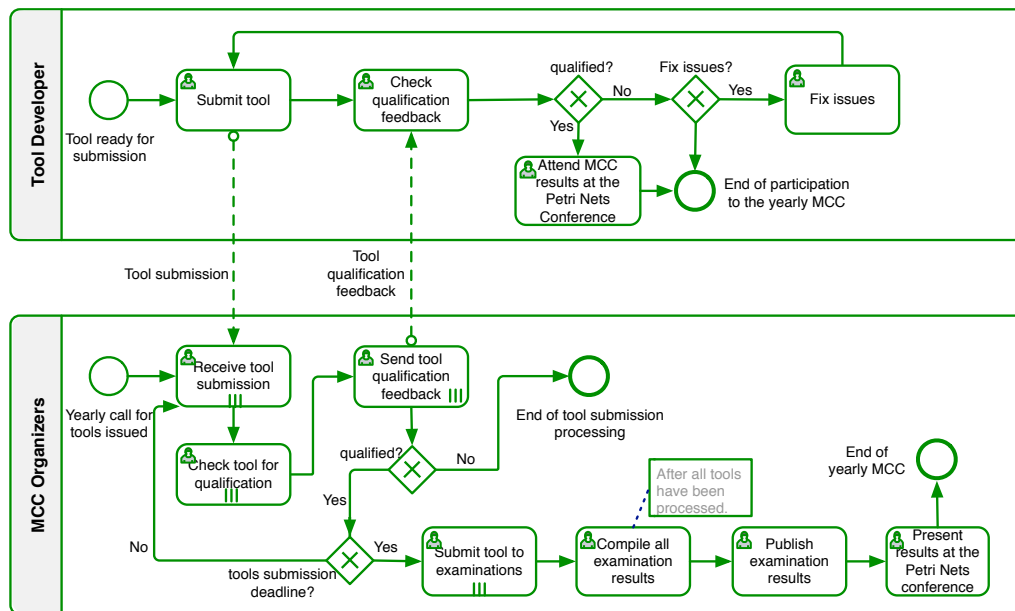 Tool Developer
Tool ready for
submission
Submit tool
Check
qualification
feedback
qualified?
No
Yes
Fix issues?
Yes
Fix issues
Attend MCC
results at the
Petri Nets
Conference
End of participation
to the yearly MCC
Tool submission
Tool
qualification
feedback
MCC Organizers
Yearly call for
tools issued
Receive tool
submission
Check tool for
qualification
Send tool
qualification
feedback
qualified?
No
Yes
End of tool submission
processing
No
tools submission
deadline?
Yes
Submit tool to
examinations
After all tools
have been
processed.
Compile all
examination
results
Publish
examination
results
Present
results at the
Petri Nets
conference
End of
yearly MCC